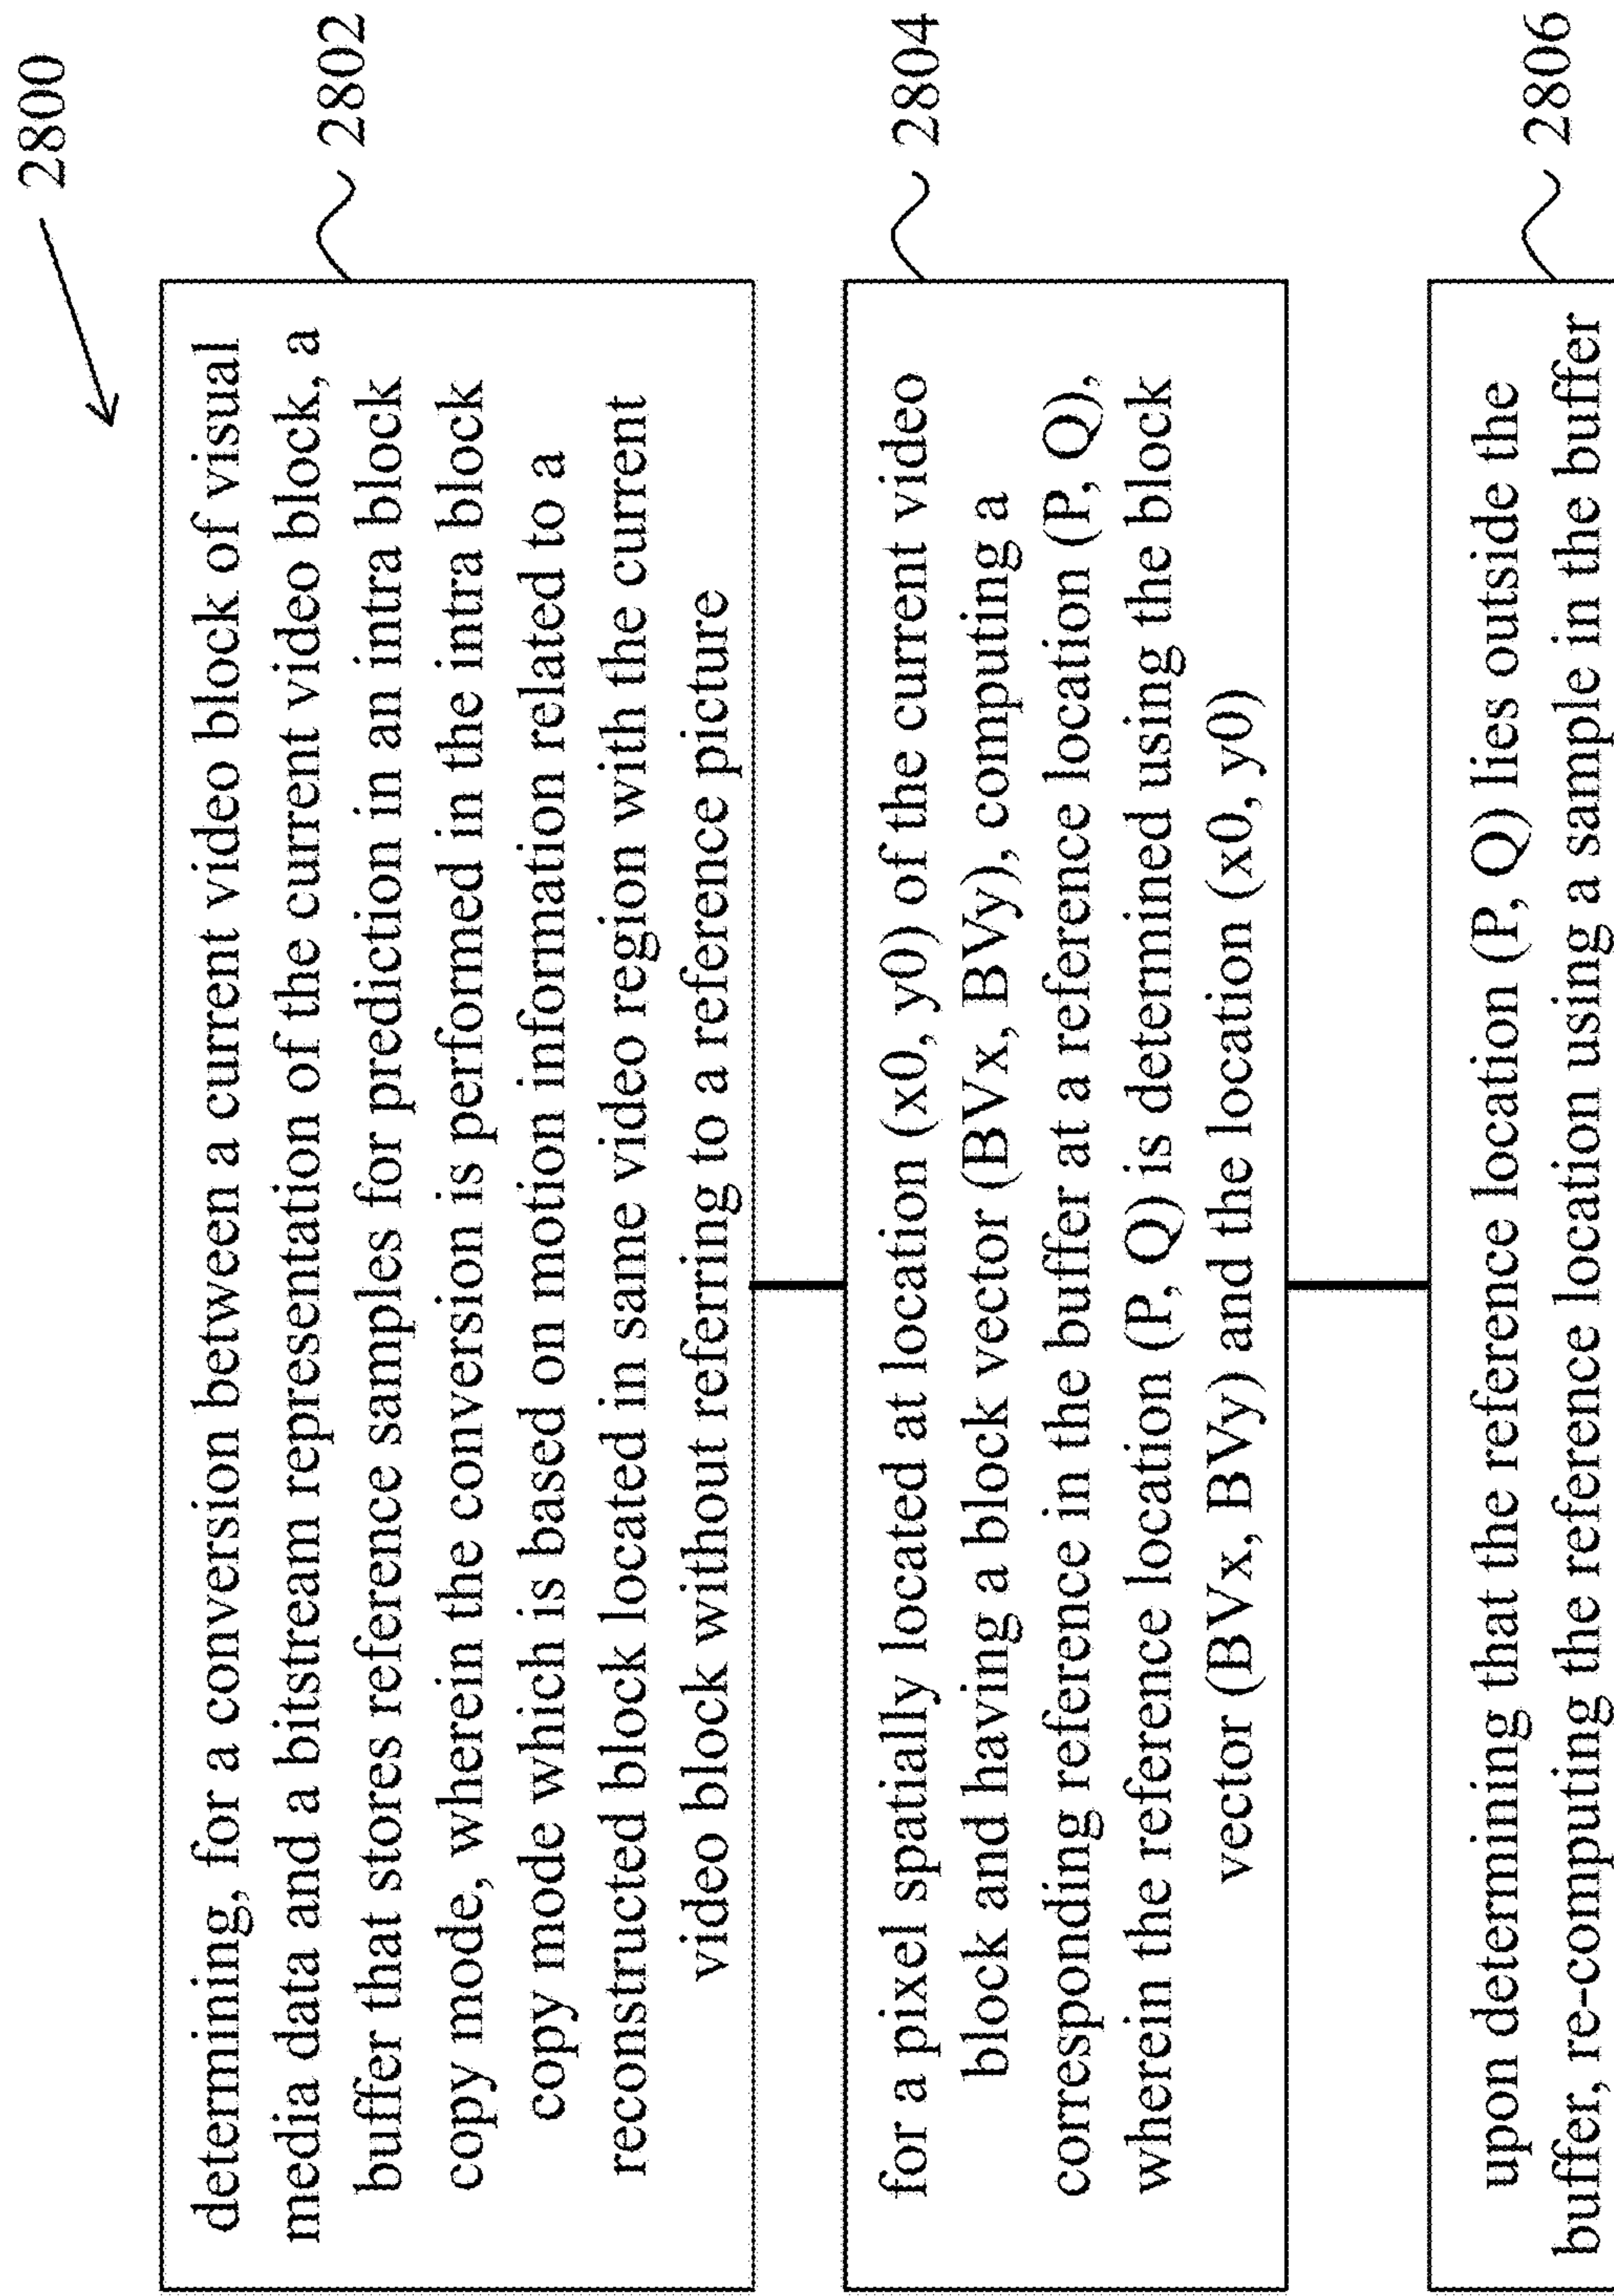 2800
determining, for a conversion between a current video block of visual
media data and a bitstream representation of the current video block, a
buffer that stores reference samples for prediction in an intra block
copy mode, wherein the conversion is performed in the intra block
copy mode which is based on motion information related to a
reconstructed block located in same video region with the current
video block without referring to a reference picture
2802
for a pixel spatially located at location (x0, y0) of the current video
block and having a block vector (BVx, BVy), computing a
corresponding reference in the buffer at a reference location (P, Q),
wherein the reference location (P, Q) is determined using the block
vector (BVx, BVy) and the location (x0, y0)
2804
upon determining that the reference location (P, Q) lies outside the
buffer, re-computing the reference location using a sample in the buffer
2806